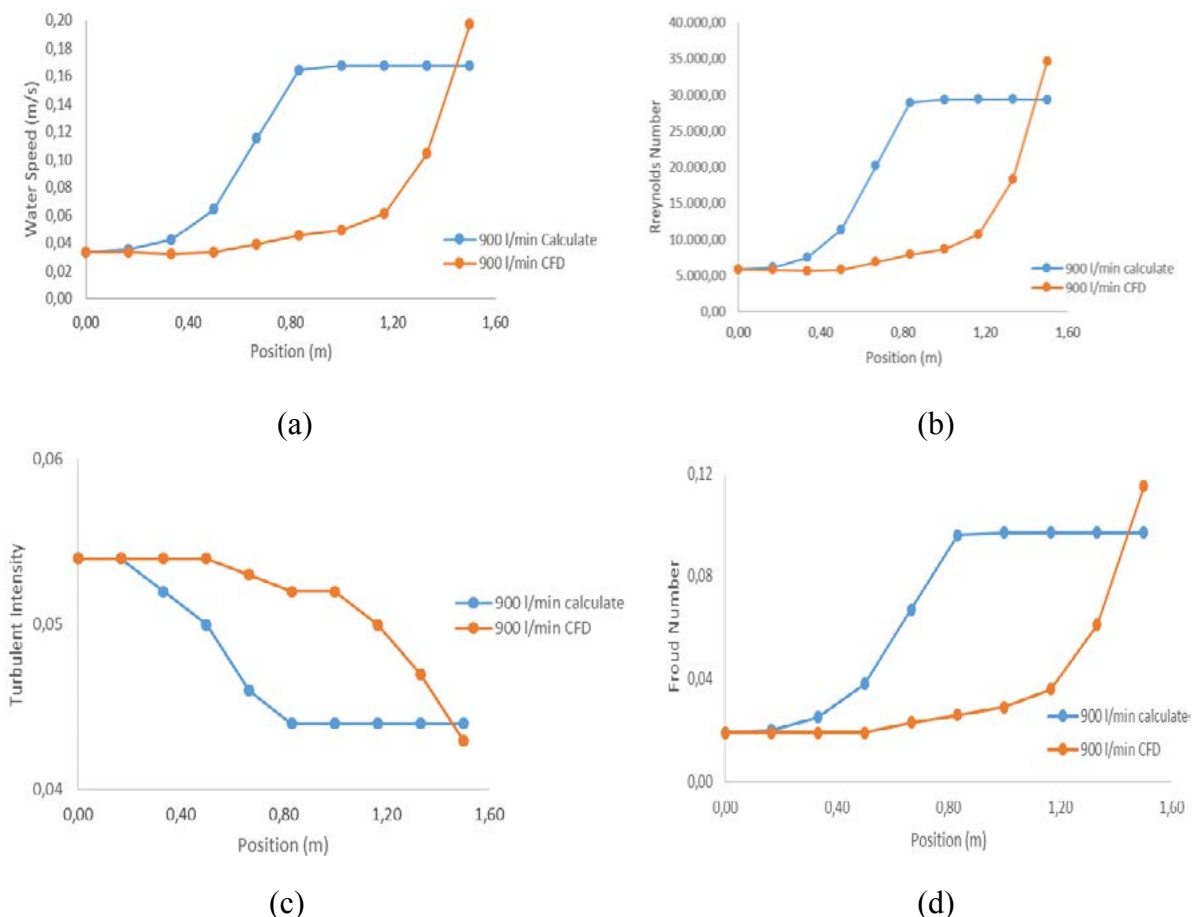 0,20
0,18
0,16
0,14
0,12
0,10
0,08
0,06
0,04
0,02
0,00
Water Speed (m/s)
900 l/min Calculate
900 l/min CFD
0,00 0,40 0,80 1,20 1,60
Position (m)
(a)
40.000,00
35.000,00
30.000,00
25.000,00
20.000,00
15.000,00
10.000,00
5.000,00
0,00
Rreynolds Number
900 l/min calculate
900 l/min CFD
0,00 0,40 0,80 1,20 1,60
Position (m)
(b)
0,06
0,05
0,04
Turbulent Intensity
900 l/min calculate
900 l/min CFD
0,00 0,40 0,80 1,20 1,60
Position (m)
(c)
0,12
0,08
0,04
0,00
Froud Number
900 l/min calculate
900 l/min CFD
0,00 0,40 0,80 1,20 1,60
Position (m)
(d)